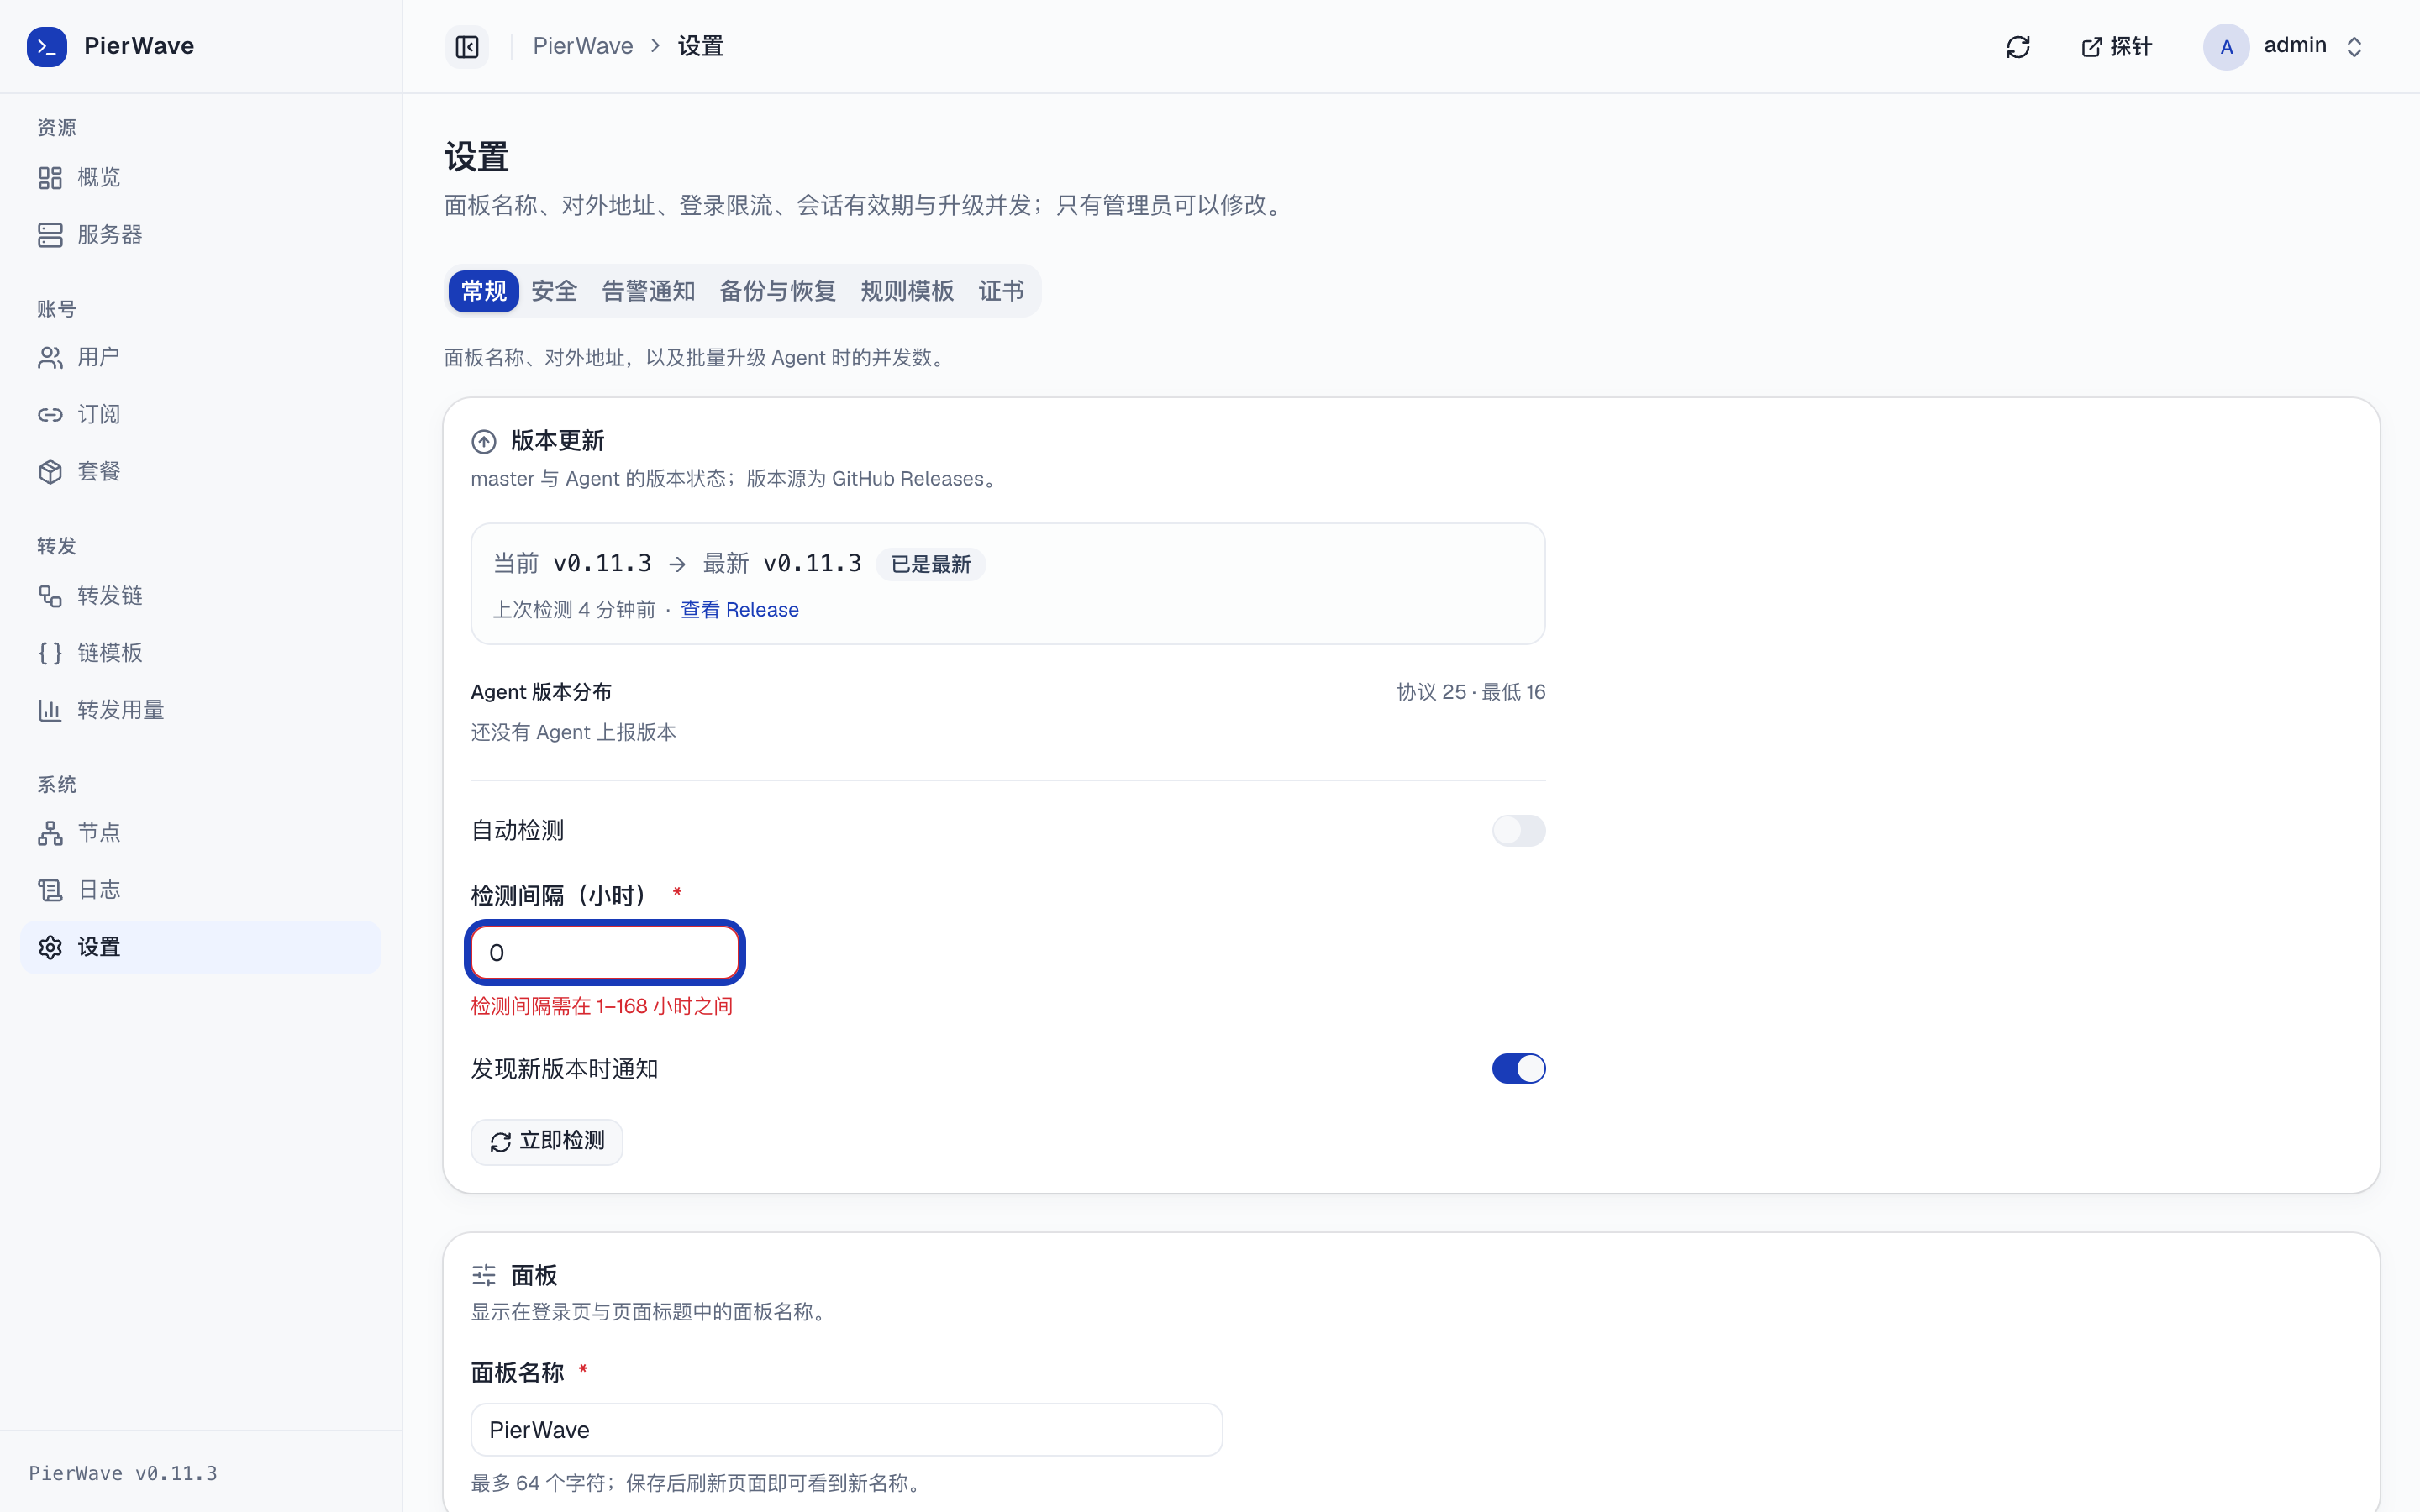 PierWave
PierWave > 设置
探针
A admin
资源
概览
服务器
账号
用户
订阅
套餐
转发
转发链
链模板
转发用量
系统
节点
日志
设置
PierWave v0.11.3
设置
面板名称、对外地址、登录限流、会话有效期与升级并发；只有管理员可以修改。
常规 安全 告警通知 备份与恢复 规则模板 证书
面板名称、对外地址，以及批量升级 Agent 时的并发数。
版本更新
master 与 Agent 的版本状态；版本源为 GitHub Releases。
当前 v0.11.3 → 最新 v0.11.3 已是最新
上次检测 4 分钟前 · 查看 Release
Agent 版本分布 协议 25 · 最低 16
还没有 Agent 上报版本
自动检测
检测间隔（小时） *
0
检测间隔需在 1–168 小时之间
发现新版本时通知
立即检测
面板
显示在登录页与页面标题中的面板名称。
面板名称 *
PierWave
最多 64 个字符；保存后刷新页面即可看到新名称。